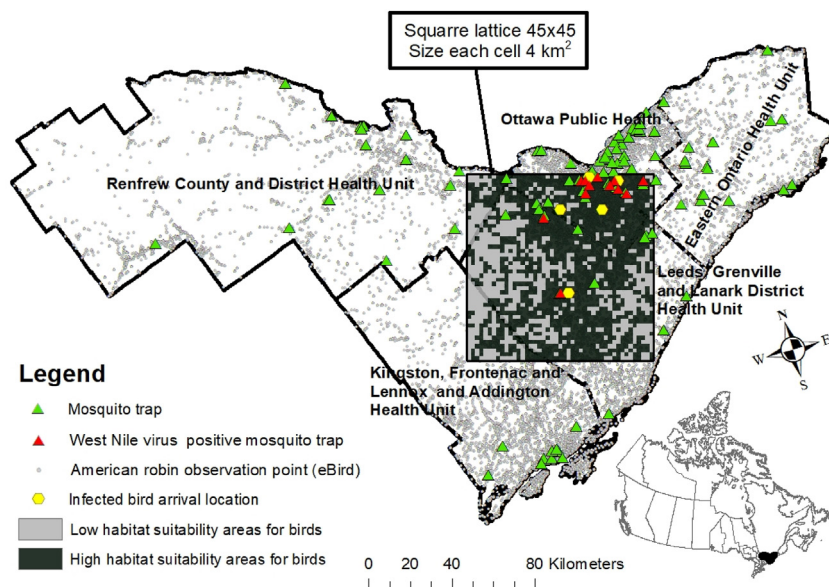 Squarre lattice 45x45
Size each cell 4 km²
Ottawa Public Health
Eastern Ontario Health Unit
Renfrew County and District Health Unit
Leeds, Grenville
and Lanark District
Health Unit
Kingston, Frontenac and
Lennox and Addington
Health Unit
N
E
W
S
Legend
Mosquito trap
West Nile virus positive mosquito trap
American robin observation point (eBird)
Infected bird arrival location
Low habitat suitability areas for birds
High habitat suitability areas for birds
0 20 40 80 Kilometers